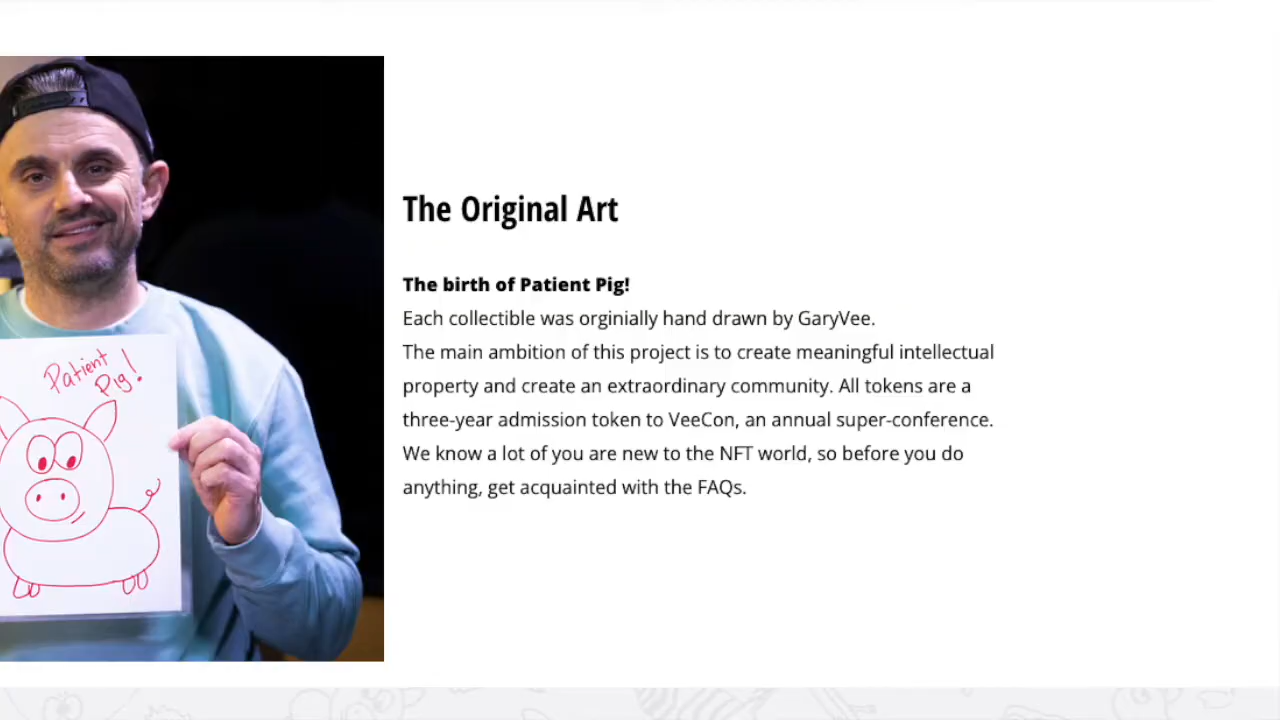 Patient
Pig!
The Original Art
The birth of Patient Pig!
Each collectible was orginially hand drawn by GaryVee.
The main ambition of this project is to create meaningful intellectual
property and create an extraordinary community. All tokens are a
three-year admission token to VeeCon, an annual super-conference.
We know a lot of you are new to the NFT world, so before you do
anything, get acquainted with the FAQs.